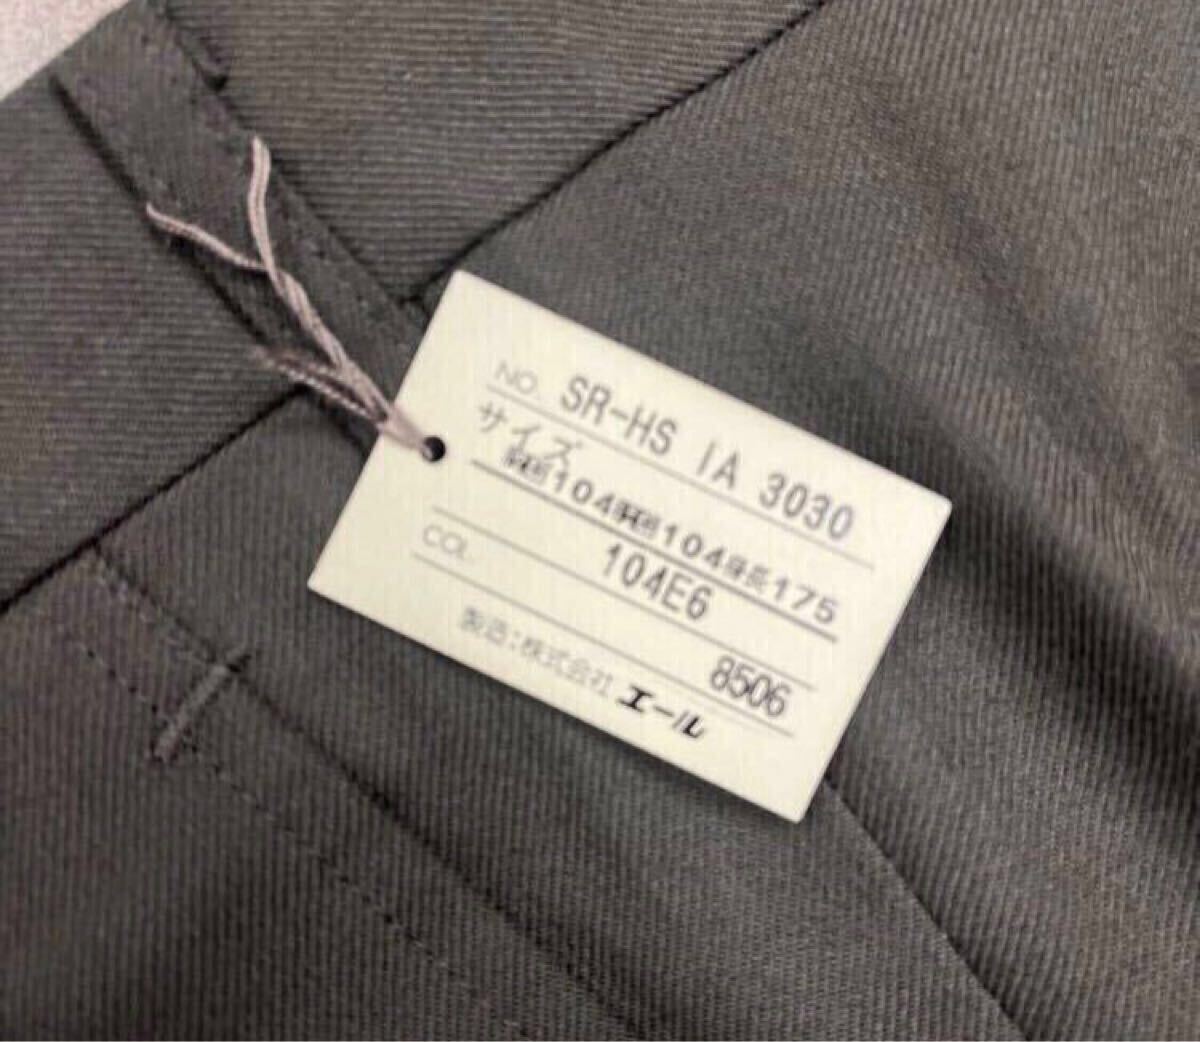 NO. SR-HS IA 3030
サイズ
胸囲104胴囲104身長175
104E6
COL. 8506
製造:株式会社 エール